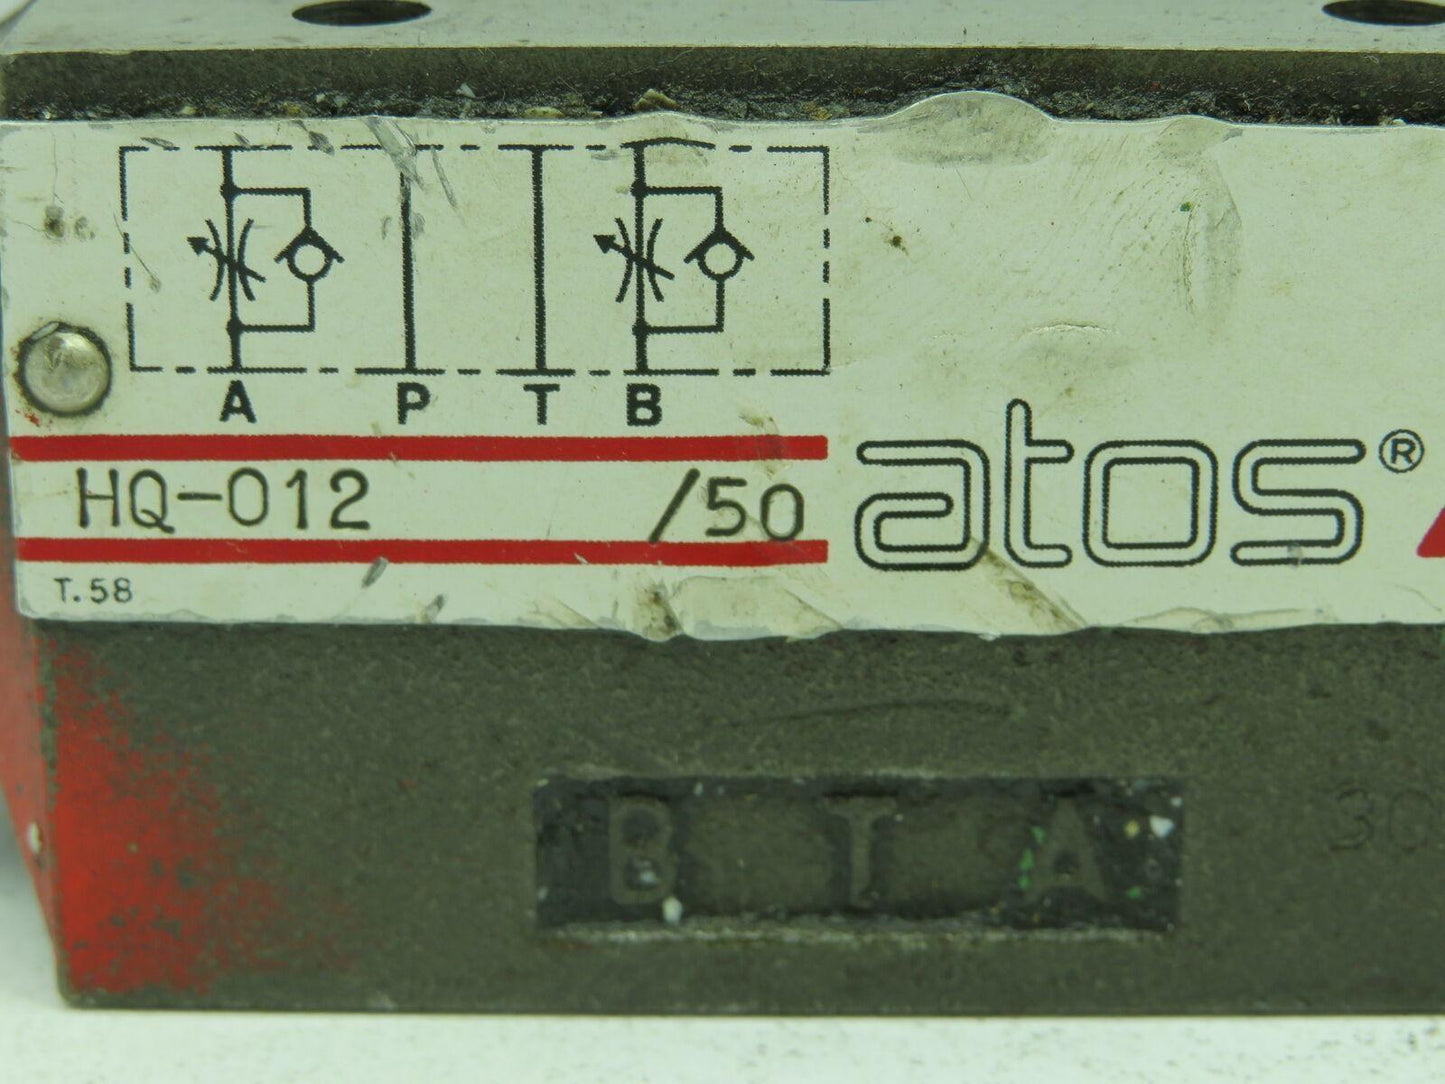 A P T B
HQ-012 /50
atos®
T.58
B T A
30